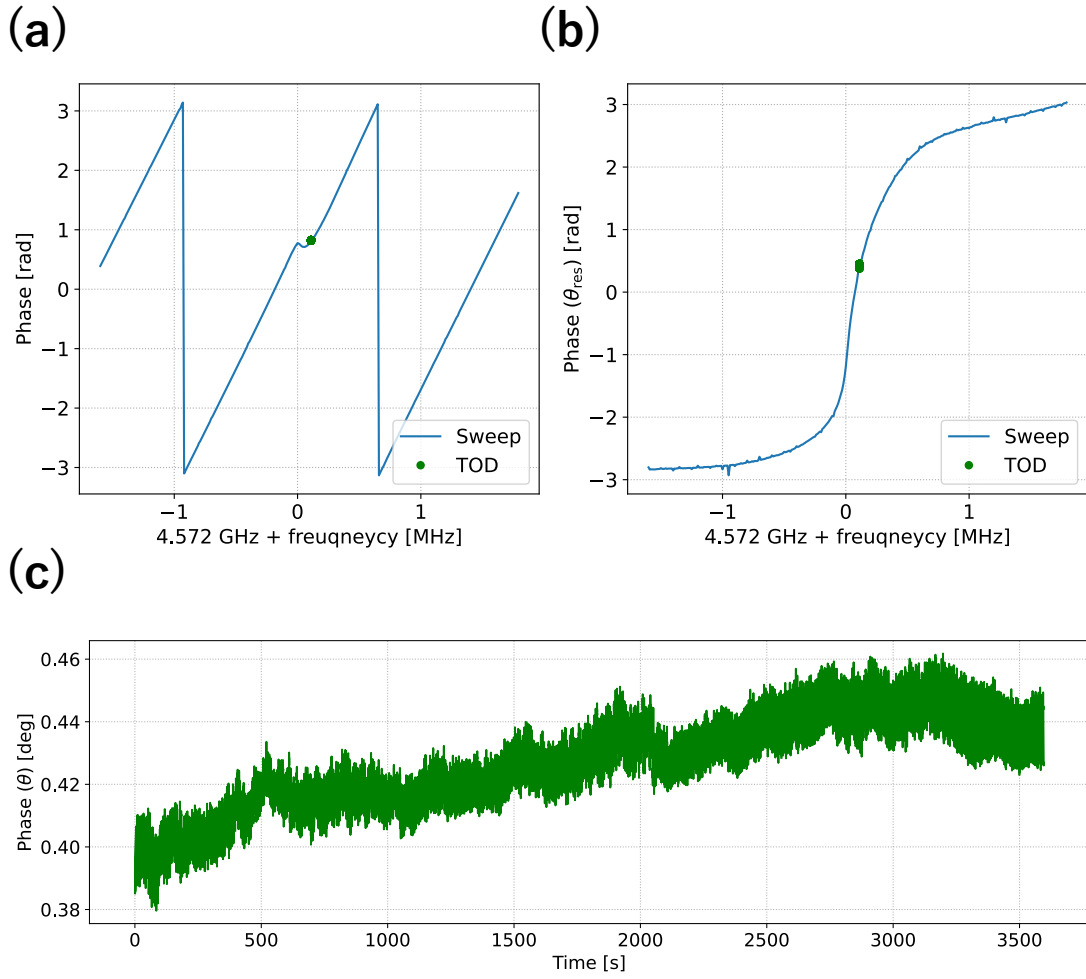 (a)
3
2
1
0
−1
−2
−3
Phase [rad]
−1
0
1
4.572 GHz + freuqneycy [MHz]
Sweep
TOD
(b)
3
2
1
0
−1
−2
−3
Phase (θres) [rad]
−1
0
1
4.572 GHz + freuqneycy [MHz]
Sweep
TOD
(c)
0.46
0.44
0.42
0.40
0.38
Phase (θ) [deg]
0
500
1000
1500
2000
2500
3000
3500
Time [s]